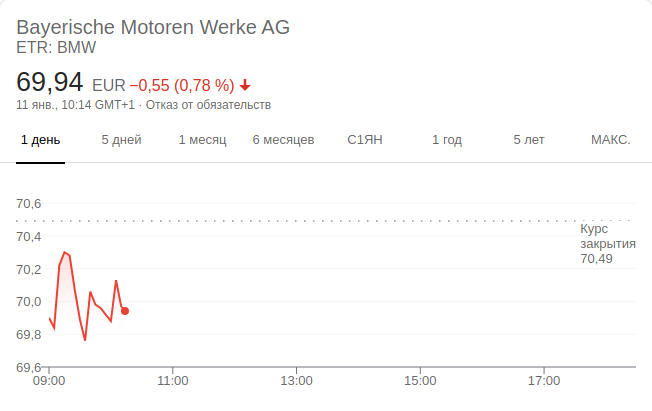 Bayerische Motoren Werke AG
ETR: BMW
69,94 EUR −0,55 (0,78 %)
11 янв., 10:14 GMT+1 · Отказ от обязательств
1 день 5 дней 1 месяц 6 месяцев С1ЯН 1 год 5 лет МАКС.
70,6
Курс
70,4
закрытия
70,49
70,2
70,0
69,8
69,6
09:00 11:00 13:00 15:00 17:00